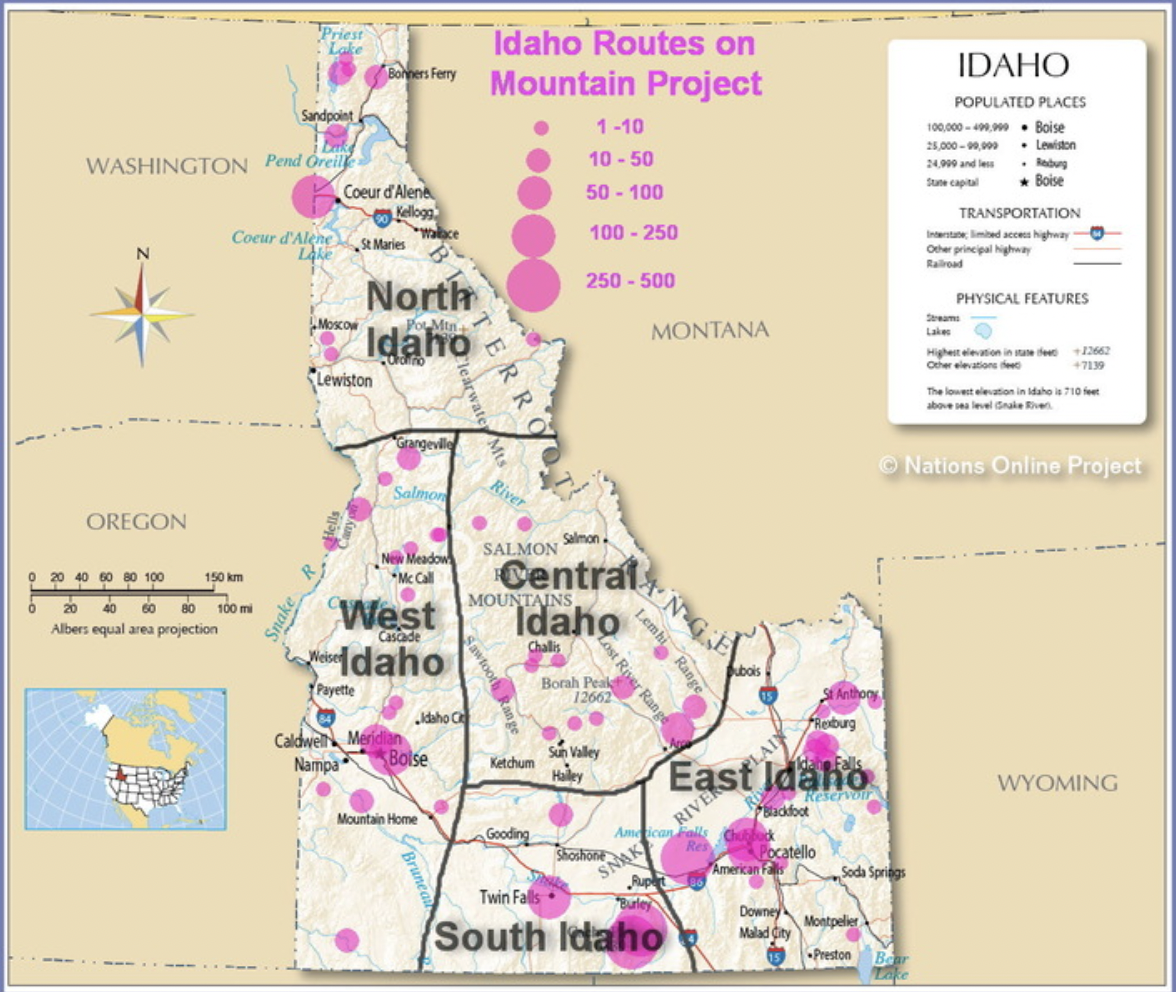 Idaho Routes on
Mountain Project
1 -10
10 - 50
50 - 100
100 - 250
250 - 500
IDAHO
POPULATED PLACES
100,000 – 499,999 Boise
25,000 – 99,999 Lewiston
24,999 and less Rexburg
State capital Boise
TRANSPORTATION
Interstate; limited access highway 84
Other principal highway
Railroad
PHYSICAL FEATURES
Streams
Lakes
Highest elevation in state (feet) +12662
Other elevations (feet) +7139
The lowest elevation in Idaho is 710 feet
above sea level (Snake River).
© Nations Online Project
WASHINGTON
OREGON
MONTANA
WYOMING
N
0 20 40 60 80 100 150 km
0 20 40 60 80 100 mi
Albers equal area projection
Priest
Lake
Bonners Ferry
Sandpoint
Lake
Pend Oreille
Coeur d'Alene
90
Kellogg
Wallace
Coeur d'Alene
Lake
St Maries
BITTERROOT
RANGE
North
Idaho
Moscow
Pot Mtn
Orofino
Lewiston
Clearwater Mts
Grangeville
Salmon
River
Hells
Canyon
Snake R
New Meadow
Mc Call
SALMON
RIVER
MOUNTAINS
Salmon
Central
Idaho
West
Idaho
Cascade
Cascade
Weiser
Payette
84
Challis
Lemhi
Range
Lost River Range
Sawtooth Range
Borah Peak
12662
Dubois
15
St Anthony
Rexburg
Idaho City
Caldwell
Meridian
Boise
Nampa
Ketchum
Sun Valley
Hailey
Arco
East Idaho
Idaho Falls
SNAKE RIVER PLAIN
Reservoir
Blackfoot
Mountain Home
Bruneau
Gooding
Shoshone
American Falls
Res
Chubbuck
Pocatello
American Falls
86
Soda Springs
Twin Falls
Snake
Rupert
Burley
South Idaho
84
Downey
Malad City
Montpelier
15
Preston
Bear
Lake